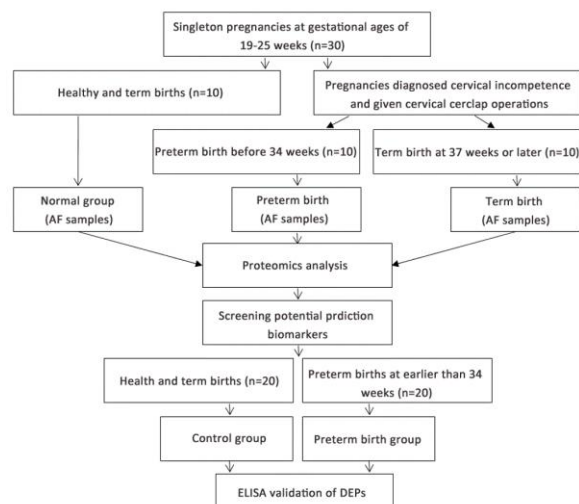 Singleton pregnancies at gestational ages of
19-25 weeks (n=30)
Healthy and term births (n=10)
Pregnancies diagnosed cervical incompetence
and given cervical cerclap operations
Preterm birth before 34 weeks (n=10)
Term birth at 37 weeks or later (n=10)
Normal group
(AF samples)
Preterm birth
(AF samples)
Term birth
(AF samples)
Proteomics analysis
Screening potential prdiction
biomarkers
Health and term births (n=20)
Preterm births at earlier than 34
weeks (n=20)
Control group
Preterm birth group
ELISA validation of DEPs